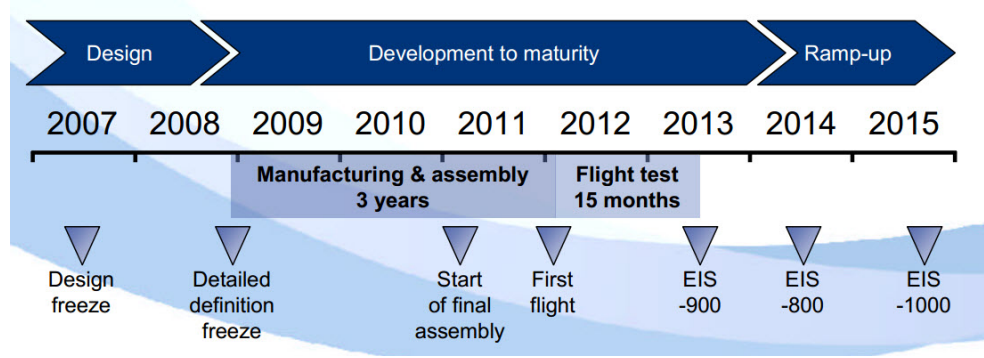 Design
Development to maturity
Ramp-up
2007 2008 2009 2010 2011 2012 2013 2014 2015
Manufacturing & assembly
3 years
Flight test
15 months
Design
freeze
Detailed
definition
freeze
Start
of final
assembly
First
flight
EIS
-900
EIS
-800
EIS
-1000